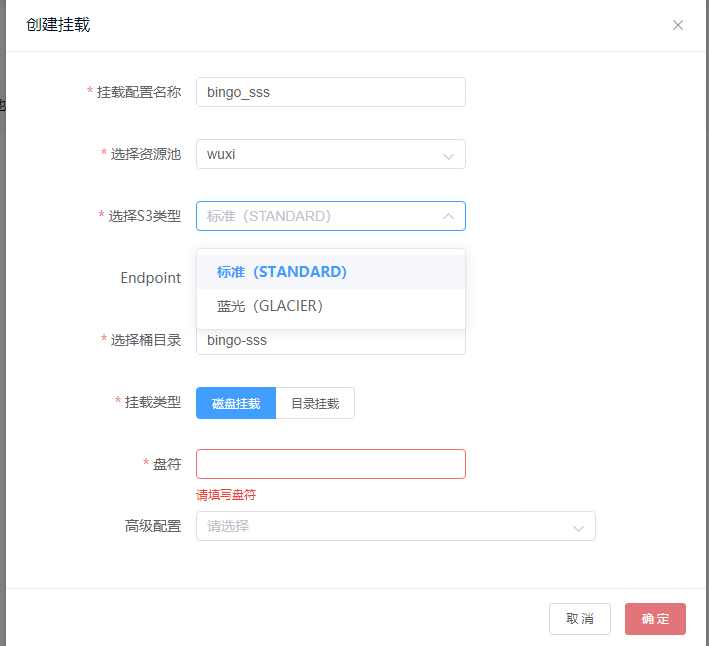 创建挂载
* 挂载配置名称 bingo_sss
* 选择资源池 wuxi
* 选择S3类型 标准（STANDARD）
标准（STANDARD）
Endpoint
蓝光（GLACIER）
* 选择桶目录 bingo-sss
* 挂载类型 磁盘挂载 目录挂载
* 盘符
请填写盘符
高级配置 请选择
取消 确定